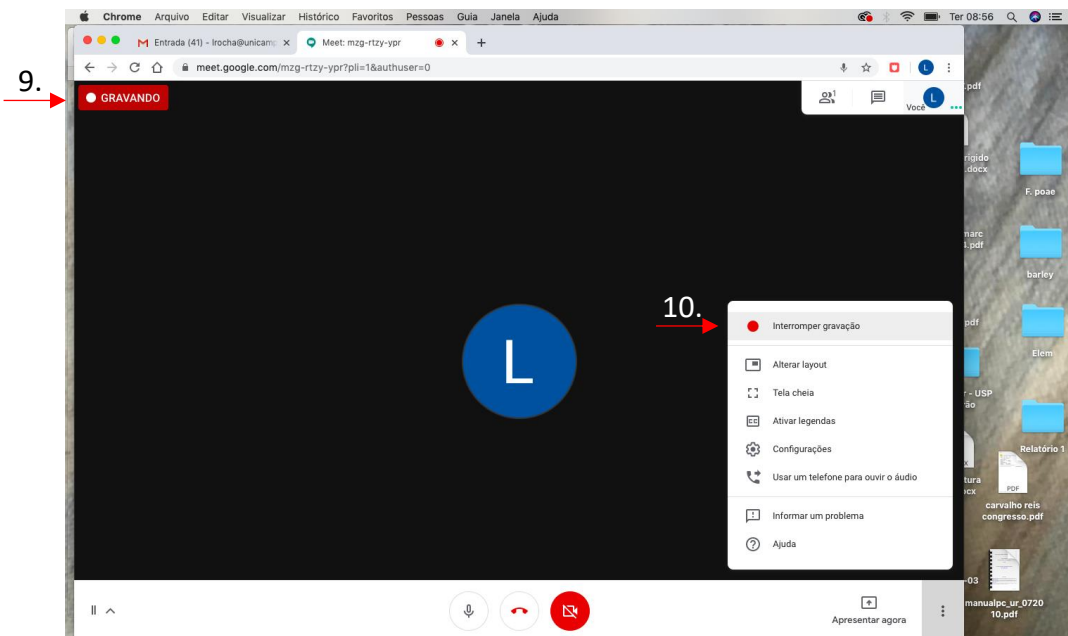 Chrome Arquivo Editar Visualizar Histórico Favoritos Pessoas Guia Janela Ajuda Ter 08:56
Entrada (41) - lrocha@unicamp Meet: mzg-rtzy-ypr
meet.google.com/mzg-rtzy-ypr?pli=1&authuser=0 L
9.
GRAVANDO
1
Você
L
.pdf
rigido
.docx
F. poae
marc
.pdf
barley
10.
Interromper gravação
pdf
L
Elem
Alterar layout
Tela cheia
- USP
ão
CC
Ativar legendas
Configurações
Relatório 1
Usar um telefone para ouvir o áudio
tura
PDF
carvalho reis
congresso.pdf
Informar um problema
Ajuda
-03
manualpc_ur_0720
10.pdf
Apresentar agora